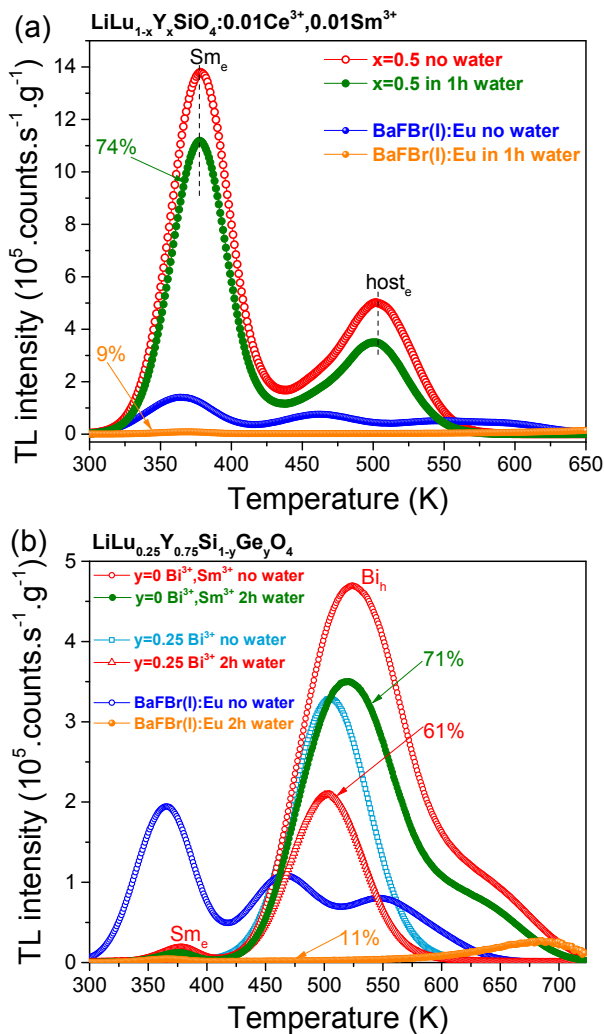 (a) LiLu₁₋ₓYₓSiO₄:0.01Ce³⁺,0.01Sm³⁺
Smₑ
x=0.5 no water
x=0.5 in 1h water
74%
BaFBr(I):Eu no water
BaFBr(I):Eu in 1h water
hostₑ
9%
TL intensity (10⁵.counts.s⁻¹.g⁻¹)
14
12
10
8
6
4
2
0
300 350 400 450 500 550 600 650
Temperature (K)
(b) LiLu₀.₂₅Y₀.₇₅Si₁₋yGeyO₄
y=0 Bi³⁺,Sm³⁺ no water
y=0 Bi³⁺,Sm³⁺ 2h water
y=0.25 Bi³⁺ no water
y=0.25 Bi³⁺ 2h water
BaFBr(I):Eu no water
BaFBr(I):Eu 2h water
Biₕ
71%
61%
Smₑ
11%
TL intensity (10⁵.counts.s⁻¹.g⁻¹)
5
4
3
2
1
0
300 350 400 450 500 550 600 650 700
Temperature (K)